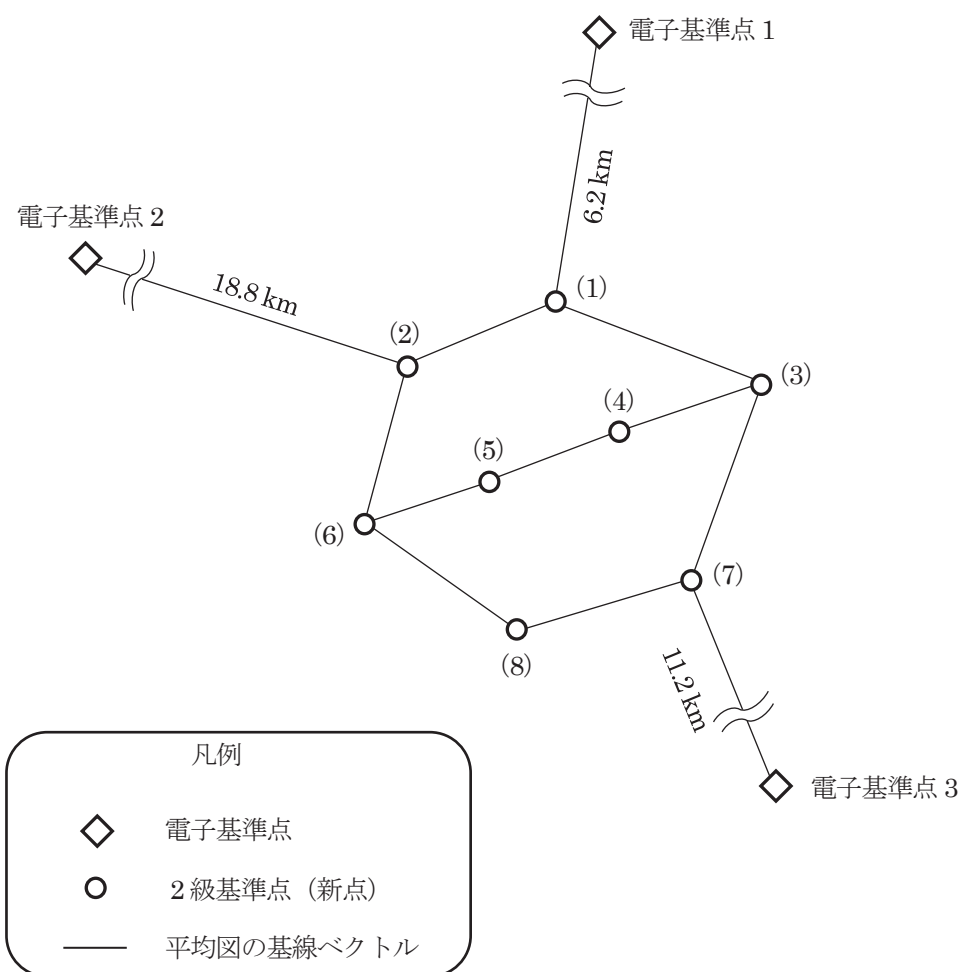 電子基準点 1
6.2 km
電子基準点 2
18.8 km
(1)
(2)
(3)
(4)
(5)
(6)
(7)
(8)
11.2 km
電子基準点 3
凡例
電子基準点
2 級基準点（新点）
平均図の基線ベクトル